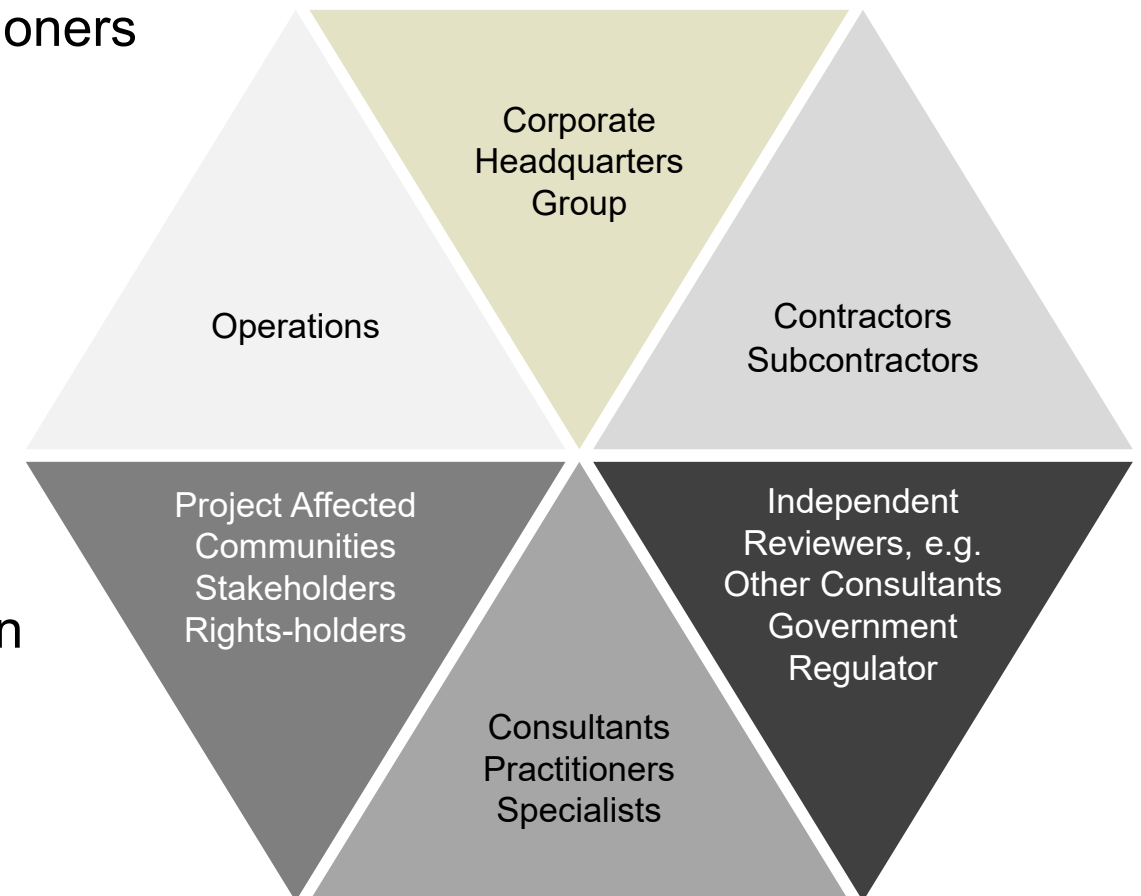 oners
Corporate
Headquarters
Group
Operations
Contractors
Subcontractors
Project Affected
Communities
Stakeholders
Rights-holders
Independent
Reviewers, e.g.
Other Consultants
Government
Regulator
n
Consultants
Practitioners
Specialists